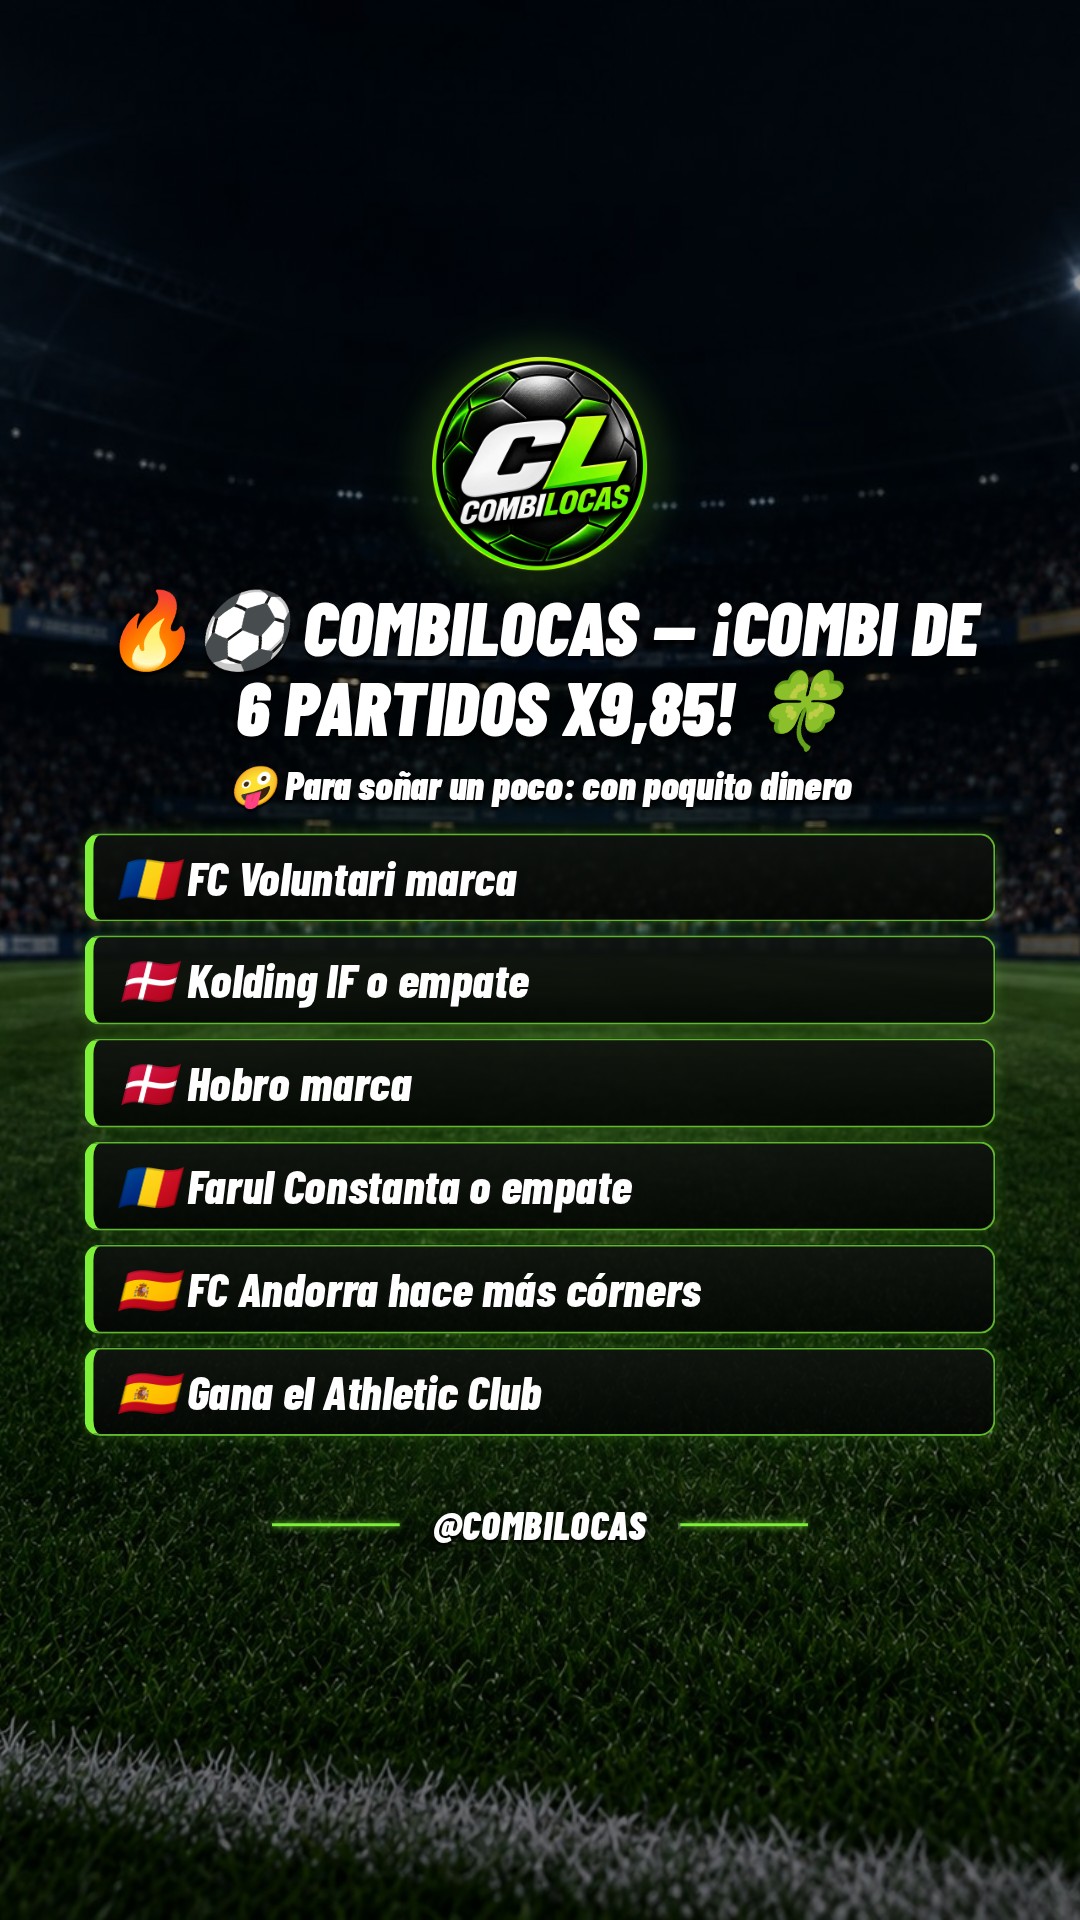 CL
COMBILOCAS
🔥⚽ COMBILOCAS – ¡COMBI DE
6 PARTIDOS X9,85! 🍀
🤪 Para soñar un poco: con poquito dinero
🇷🇴 FC Voluntari marca
🇩🇰 Kolding IF o empate
🇩🇰 Hobro marca
🇷🇴 Farul Constanta o empate
🇪🇸 FC Andorra hace más córners
🇪🇸 Gana el Athletic Club
@COMBILOCAS